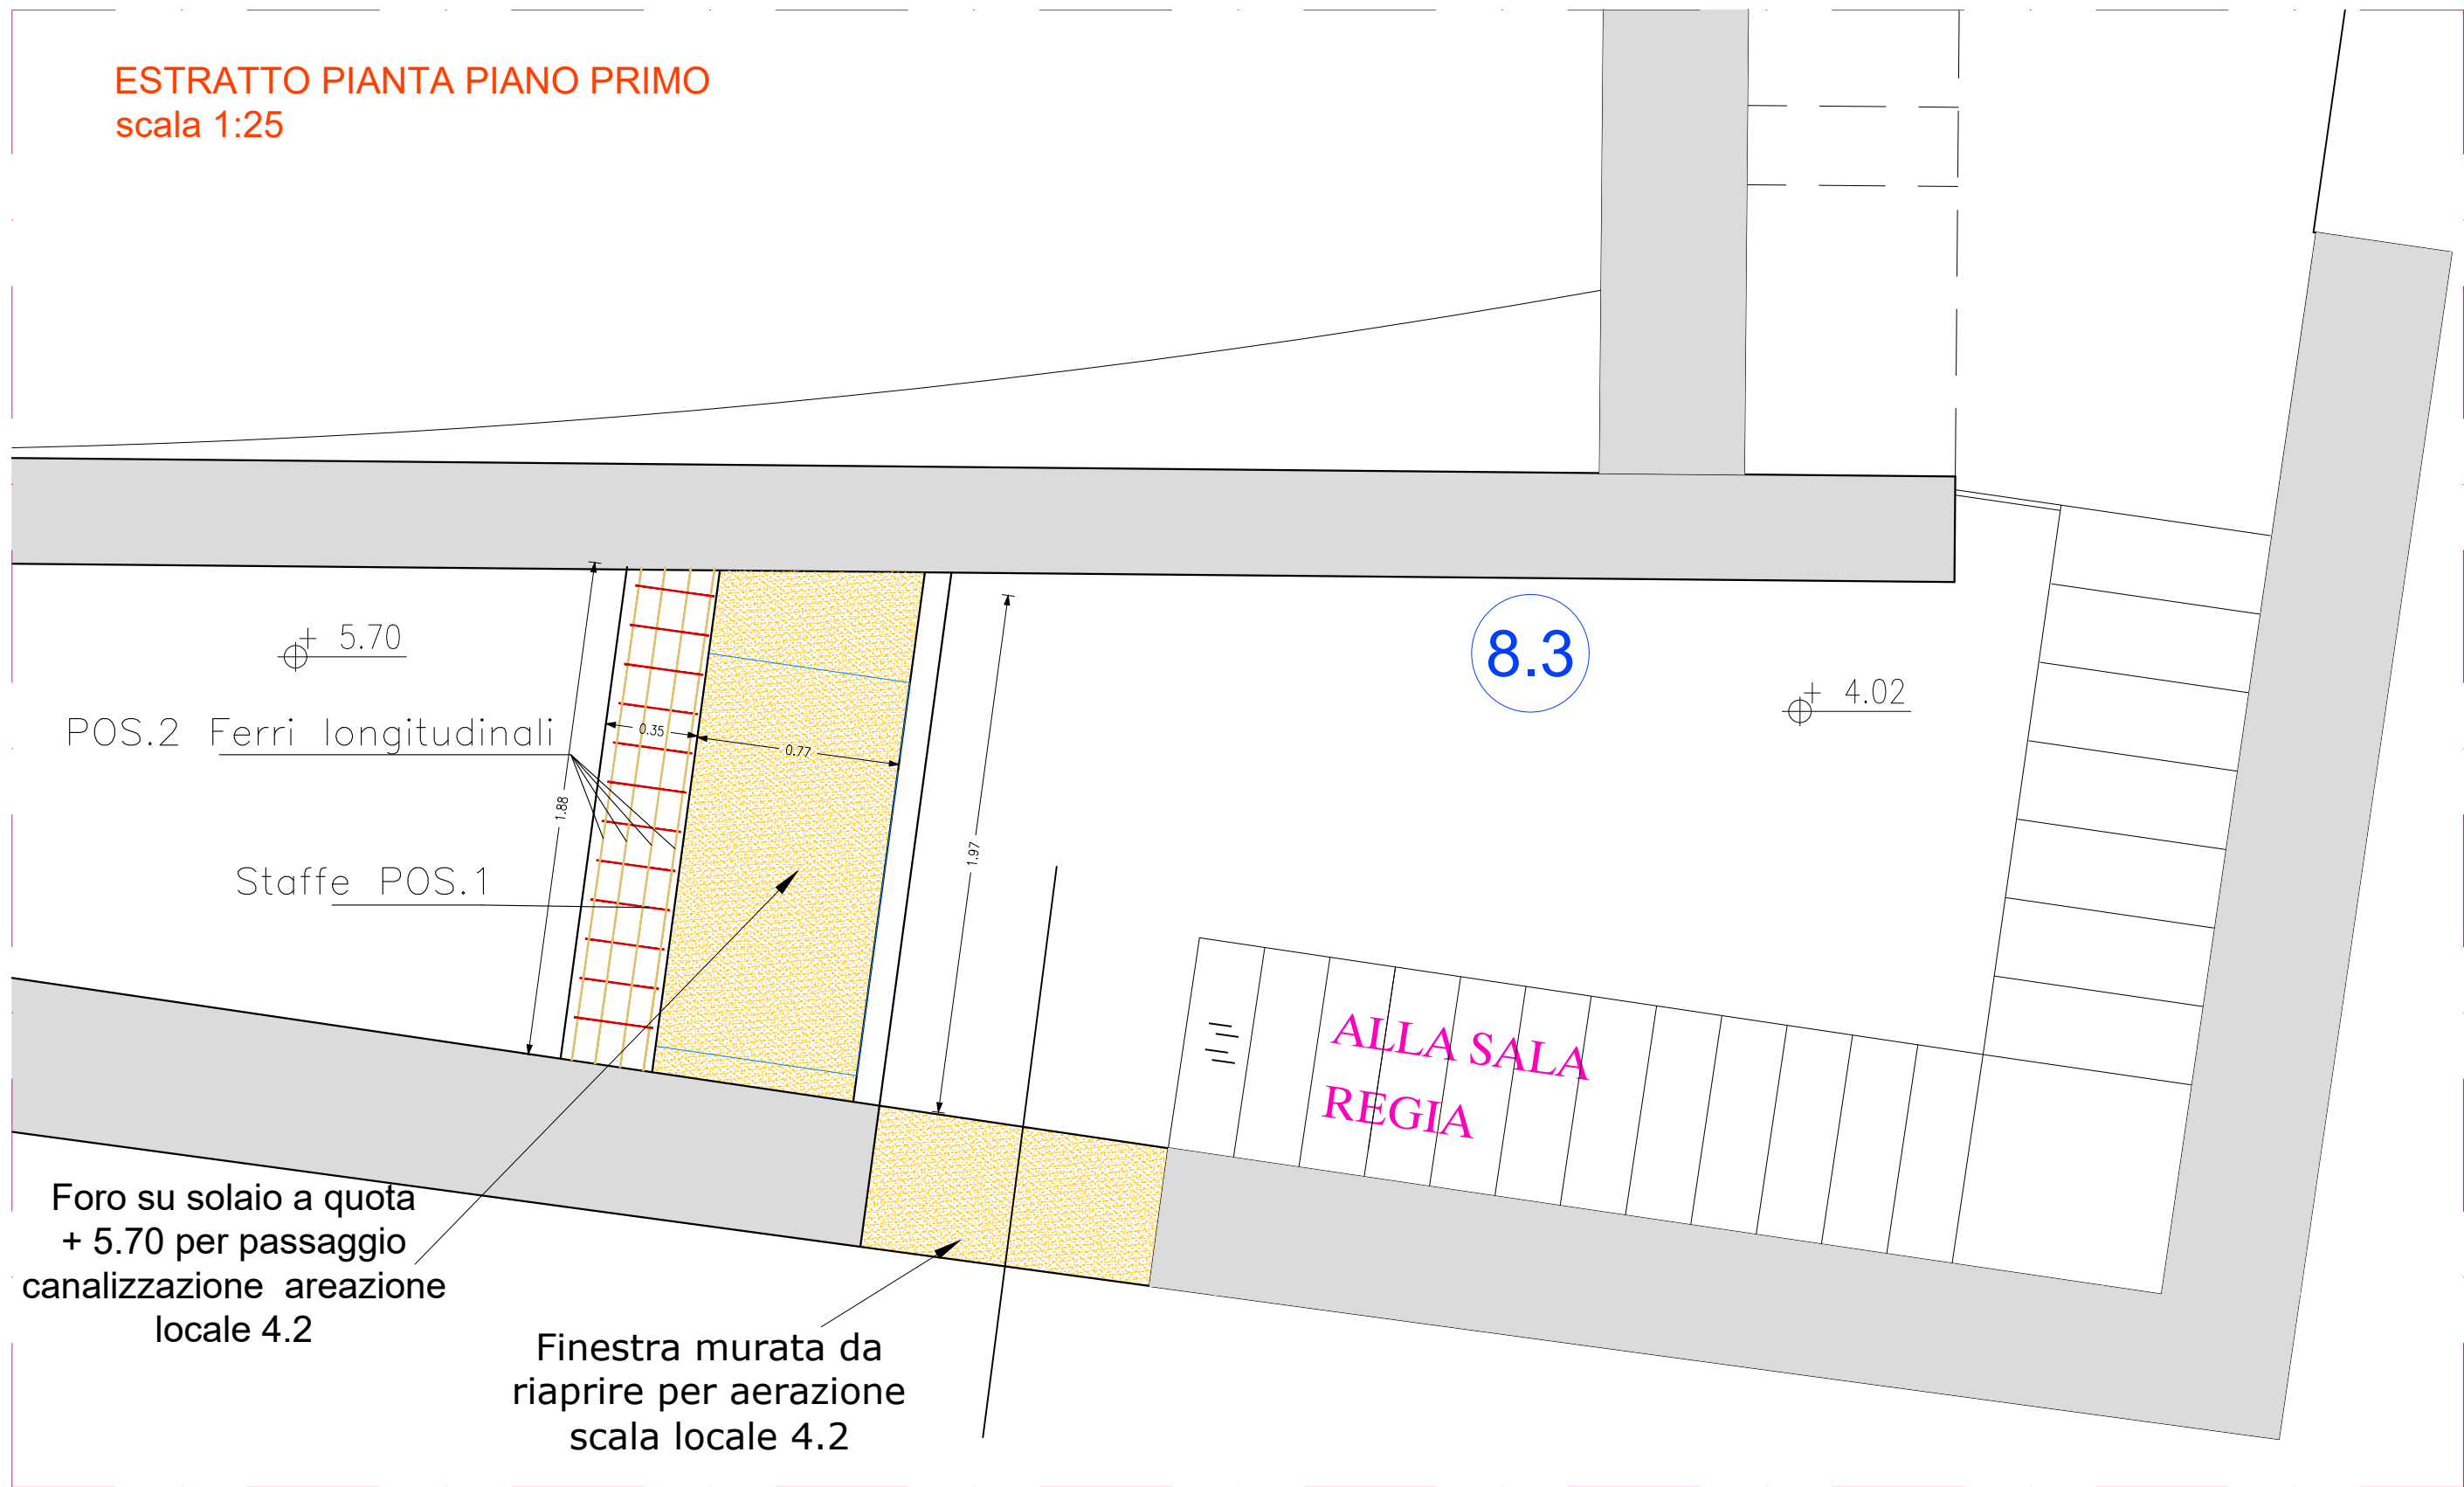 ESTRATTO PIANTA PIANO PRIMO
scala 1:25
+ 5.70
8.3
+ 4.02
POS.2 Ferri longitudinali
0.35
0.77
1.88
1.97
Staffe POS.1
ALLA SALA
REGIA
Foro su solaio a quota
+ 5.70 per passaggio
canalizzazione areazione
locale 4.2
Finestra murata da
riaprire per aerazione
scala locale 4.2